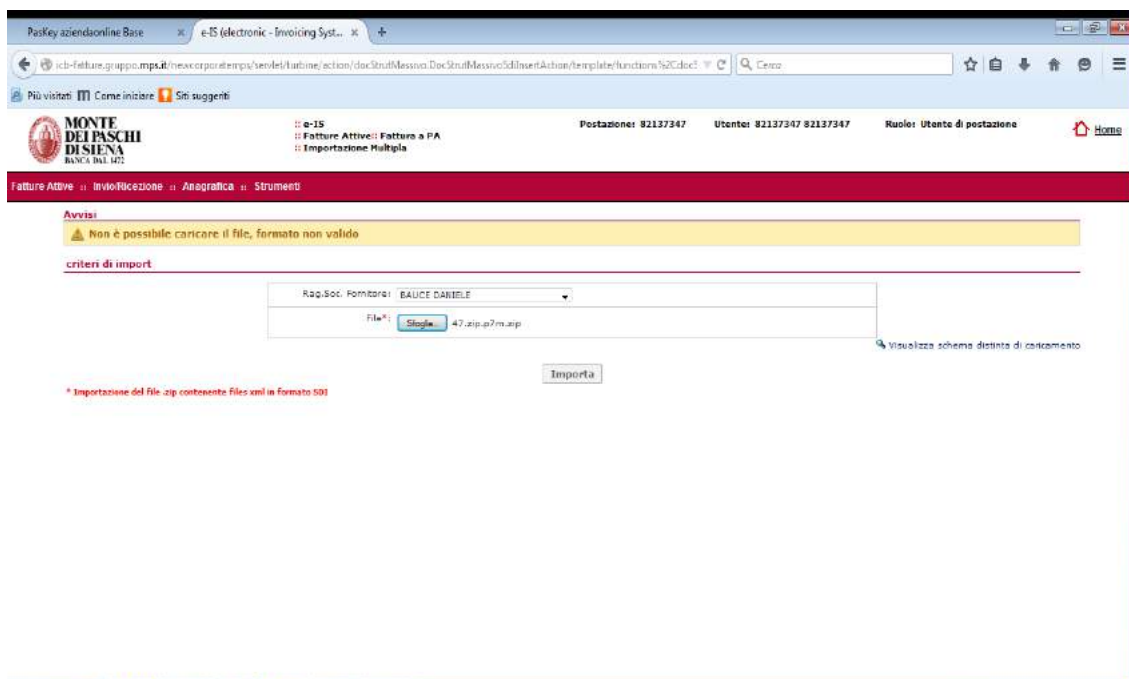 PasKey aziendaonline Base
e-IS (electronic - Invoicing Syst...
Cerca
Più visitati Come iniziare Siti suggeriti
MONTE
DEI PASCHI
DI SIENA
BANCA DAL 1472
:: e-IS
:: Fatture Attive:: Fattura a PA
:: Importazione Multipla
Postazione: 82137347 Utente: 82137347 82137347 Ruolo: Utente di postazione Home
Fatture Attive :: Invio/Ricezione :: Anagrafica :: Strumenti
Avvisi
Non è possibile caricare il file, formato non valido
criteri di import
Rag.Soc. Fornitore: BAUCE DANIELE
File*: Sfoglia... 47.zip.p7m.zip
Visualizza schema distinta di caricamento
Importa
* Importazione del file .zip contenente files xml in formato SDI